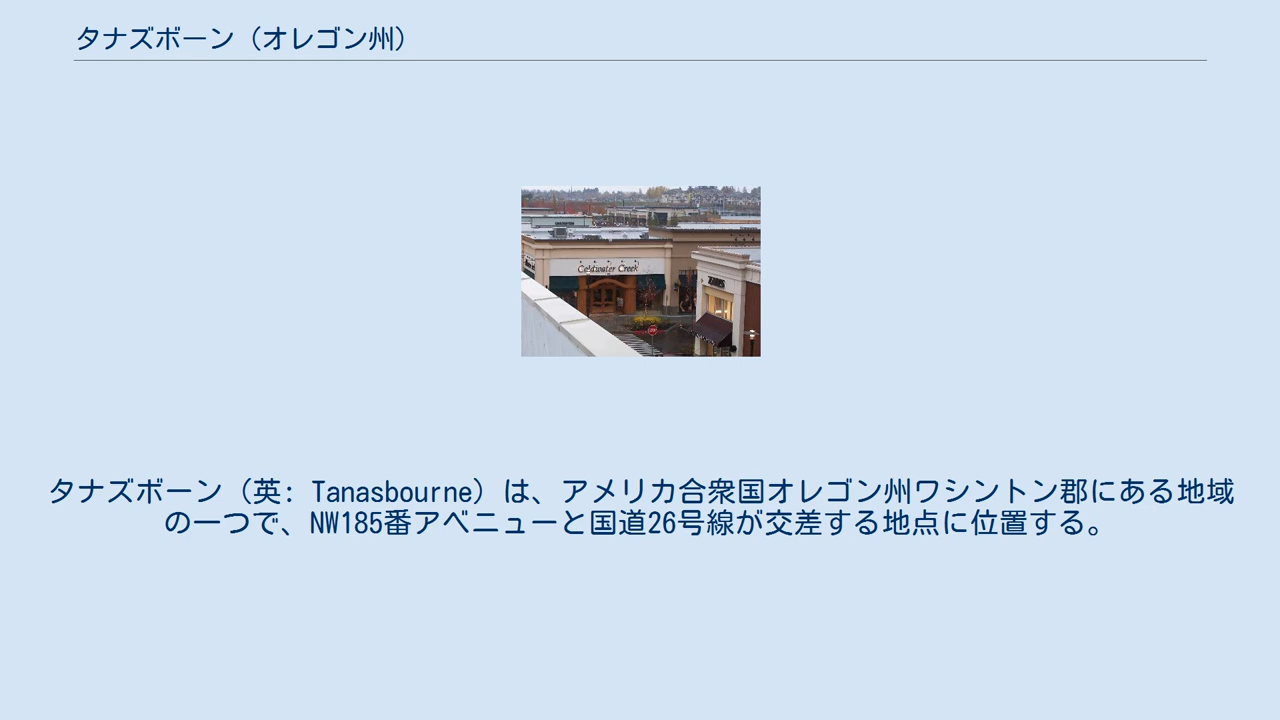 タナズボーン（オレゴン州）
Coldwater Creek
タナズボーン（英: Tanasbourne）は、アメリカ合衆国オレゴン州ワシントン郡にある地域
の一つで、NW185番アベニューと国道26号線が交差する地点に位置する。